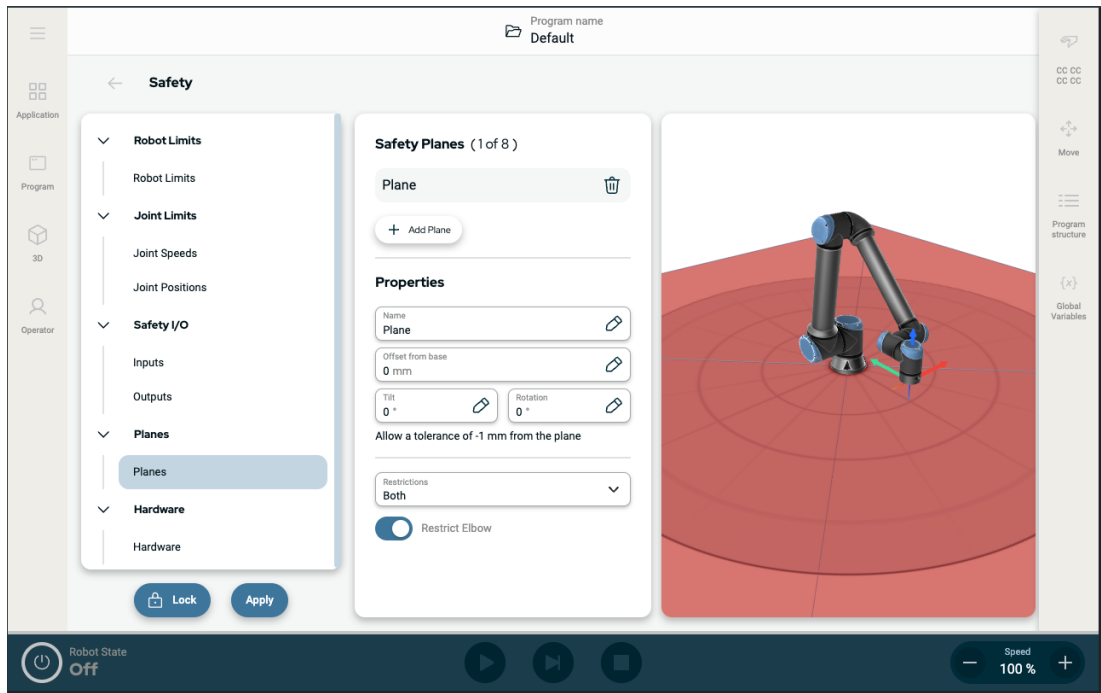 Program name
Default
Application
Program
3D
Operator
Safety
Robot Limits
Robot Limits
Joint Limits
Joint Speeds
Joint Positions
Safety I/O
Inputs
Outputs
Planes
Planes
Hardware
Hardware
Lock
Apply
Safety Planes (1 of 8)
Plane
+ Add Plane
Properties
Name
Plane
Offset from base
0 mm
Tilt
0 °
Rotation
0 °
Allow a tolerance of -1 mm from the plane
Restrictions
Both
Restrict Elbow
CC CC
CC CC
Move
Program
structure
{x}
Global
Variables
Robot State
Off
Speed
100 %